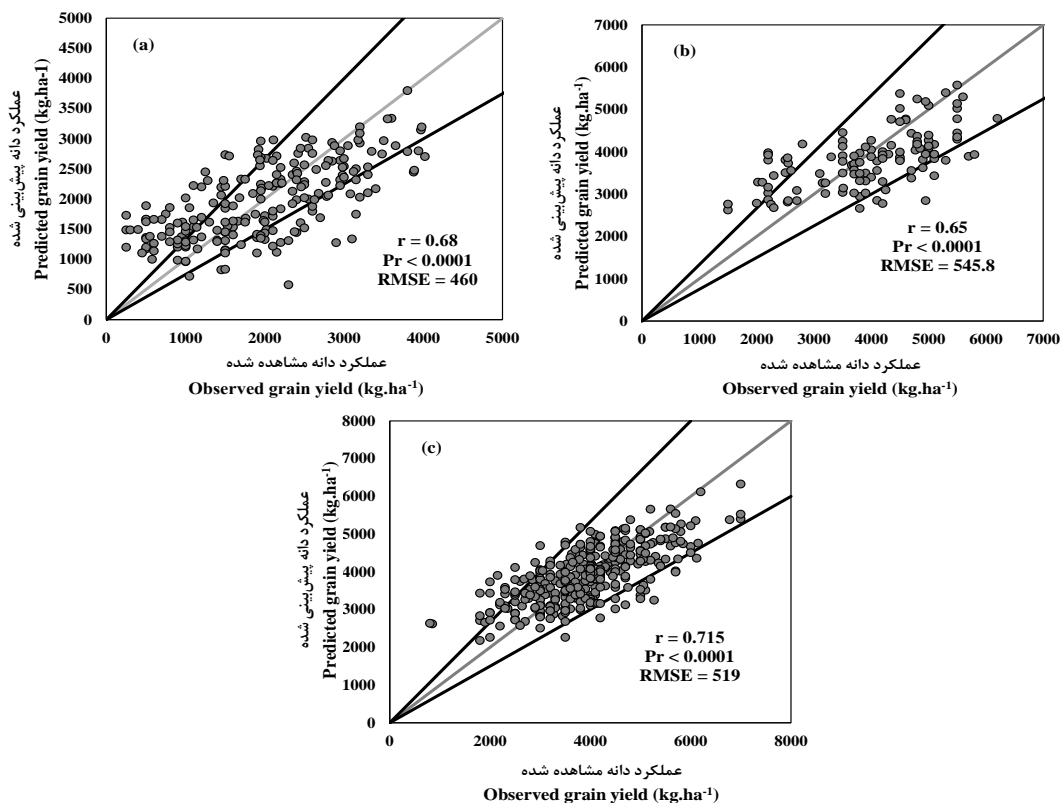 (a)
عملکرد دانه پیش‌بینی شده
Predicted grain yield (kg.ha-1)
5000
4500
4000
3500
3000
2500
2000
1500
1000
500
0
r = 0.68
Pr < 0.0001
RMSE = 460
0 1000 2000 3000 4000 5000
عملکرد دانه مشاهده شده
Observed grain yield (kg.ha⁻¹)
(b)
عملکرد دانه پیش‌بینی شده
Predicted grain yield (kg.ha⁻¹)
7000
6000
5000
4000
3000
2000
1000
0
r = 0.65
Pr < 0.0001
RMSE = 545.8
0 1000 2000 3000 4000 5000 6000 7000
عملکرد دانه مشاهده شده
Observed grain yield (kg.ha⁻¹)
(c)
عملکرد دانه پیش‌بینی شده
Predicted grain yield (kg.ha⁻¹)
8000
7000
6000
5000
4000
3000
2000
1000
0
r = 0.715
Pr < 0.0001
RMSE = 519
0 2000 4000 6000 8000
عملکرد دانه مشاهده شده
Observed grain yield (kg.ha⁻¹)